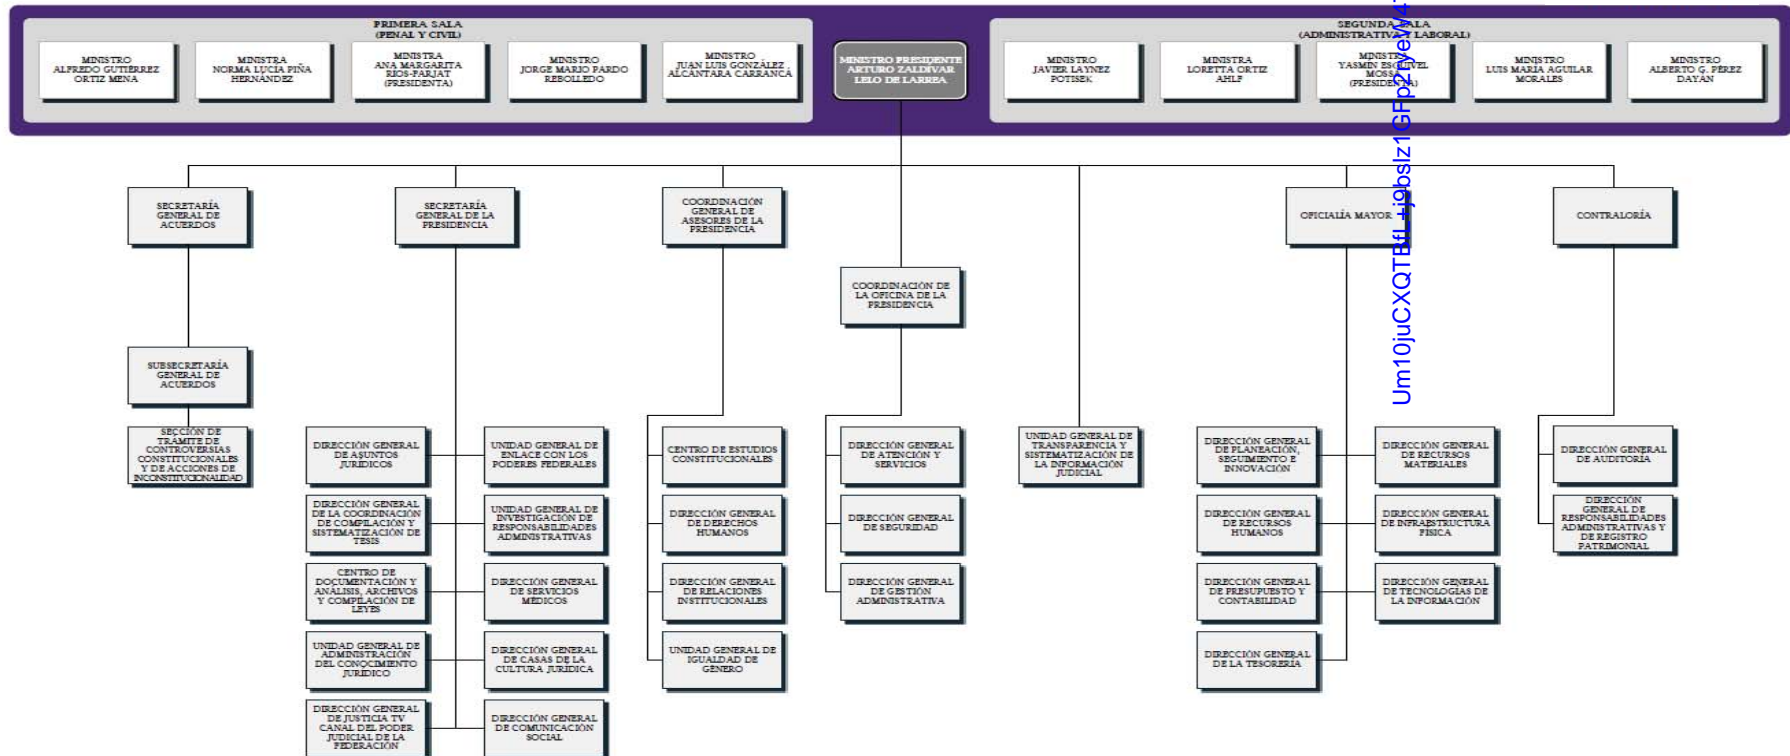 PRIMERA SALA
(PENAL Y CIVIL)
MINISTRO
ALFREDO GUTIÉRREZ
ORTIZ MENA
MINISTRA
NORMA LUCÍA PIÑA
HERNÁNDEZ
MINISTRA
ANA MARGARITA
RÍOS-FARJAT
(PRESIDENTA)
MINISTRO
JORGE MARIO PARDO
REBOLLEDO
MINISTRO
JUAN LUIS GONZÁLEZ
ALCÁNTARA CARRANCÁ
MINISTRO PRESIDENTE
ARTURO ZALDÍVAR
LELO DE LARREA
SEGUNDA SALA
(ADMINISTRATIVA Y LABORAL)
MINISTRO
JAVIER LAYNEZ
POTISEK
MINISTRA
LORETTA ORTIZ
AHLF
MINISTRA
YASMÍN ESQUIVEL
MOSSA
(PRESIDENTA)
MINISTRO
LUIS MARÍA AGUILAR
MORALES
MINISTRO
ALBERTO G. PÉREZ
DAYÁN
SECRETARÍA
GENERAL DE
ACUERDOS
SECRETARÍA
GENERAL DE LA
PRESIDENCIA
COORDINACIÓN
GENERAL DE
ASESORES DE LA
PRESIDENCIA
OFICIALÍA MAYOR
CONTRALORÍA
COORDINACIÓN DE
LA OFICINA DE LA
PRESIDENCIA
SUBSECRETARÍA
GENERAL DE
ACUERDOS
SECCIÓN DE
TRÁMITE DE
CONTROVERSIAS
CONSTITUCIONALES
Y DE ACCIONES DE
INCONSTITUCIONALIDAD
DIRECCIÓN GENERAL
DE ASUNTOS
JURÍDICOS
UNIDAD GENERAL DE
ENLACE CON LOS
PODERES FEDERALES
CENTRO DE ESTUDIOS
CONSTITUCIONALES
DIRECCIÓN GENERAL
DE ATENCIÓN Y
SERVICIOS
UNIDAD GENERAL DE
TRANSPARENCIA Y
SISTEMATIZACIÓN DE
LA INFORMACIÓN
JUDICIAL
DIRECCIÓN GENERAL
DE PLANEACIÓN,
SEGUIMIENTO E
INNOVACIÓN
DIRECCIÓN GENERAL
DE RECURSOS
MATERIALES
DIRECCIÓN GENERAL
DE AUDITORÍA
DIRECCIÓN GENERAL
DE LA COORDINACIÓN
DE COMPILACIÓN Y
SISTEMATIZACIÓN DE
TESIS
UNIDAD GENERAL DE
INVESTIGACIÓN DE
RESPONSABILIDADES
ADMINISTRATIVAS
DIRECCIÓN GENERAL
DE DERECHOS
HUMANOS
DIRECCIÓN GENERAL
DE SEGURIDAD
DIRECCIÓN GENERAL
DE RECURSOS
HUMANOS
DIRECCIÓN GENERAL
DE INFRAESTRUCTURA
FÍSICA
DIRECCIÓN
GENERAL DE
RESPONSABILIDADES
ADMINISTRATIVAS Y
DE REGISTRO
PATRIMONIAL
CENTRO DE
DOCUMENTACIÓN Y
ANÁLISIS, ARCHIVOS
Y COMPILACIÓN DE
LEYES
DIRECCIÓN GENERAL
DE SERVICIOS
MÉDICOS
DIRECCIÓN GENERAL
DE RELACIONES
INSTITUCIONALES
DIRECCIÓN GENERAL
DE GESTIÓN
ADMINISTRATIVA
DIRECCIÓN GENERAL
DE PRESUPUESTO Y
CONTABILIDAD
DIRECCIÓN GENERAL
DE TECNOLOGÍAS DE
LA INFORMACIÓN
UNIDAD GENERAL DE
ADMINISTRACIÓN
DEL CONOCIMIENTO
JURÍDICO
DIRECCIÓN GENERAL
DE CASAS DE LA
CULTURA JURÍDICA
UNIDAD GENERAL DE
IGUALDAD DE
GÉNERO
DIRECCIÓN GENERAL
DE LA TESORERÍA
DIRECCIÓN GENERAL
DE JUSTICIA TV
CANAL DEL PODER
JUDICIAL DE LA
FEDERACIÓN
DIRECCIÓN GENERAL
DE COMUNICACIÓN
SOCIAL